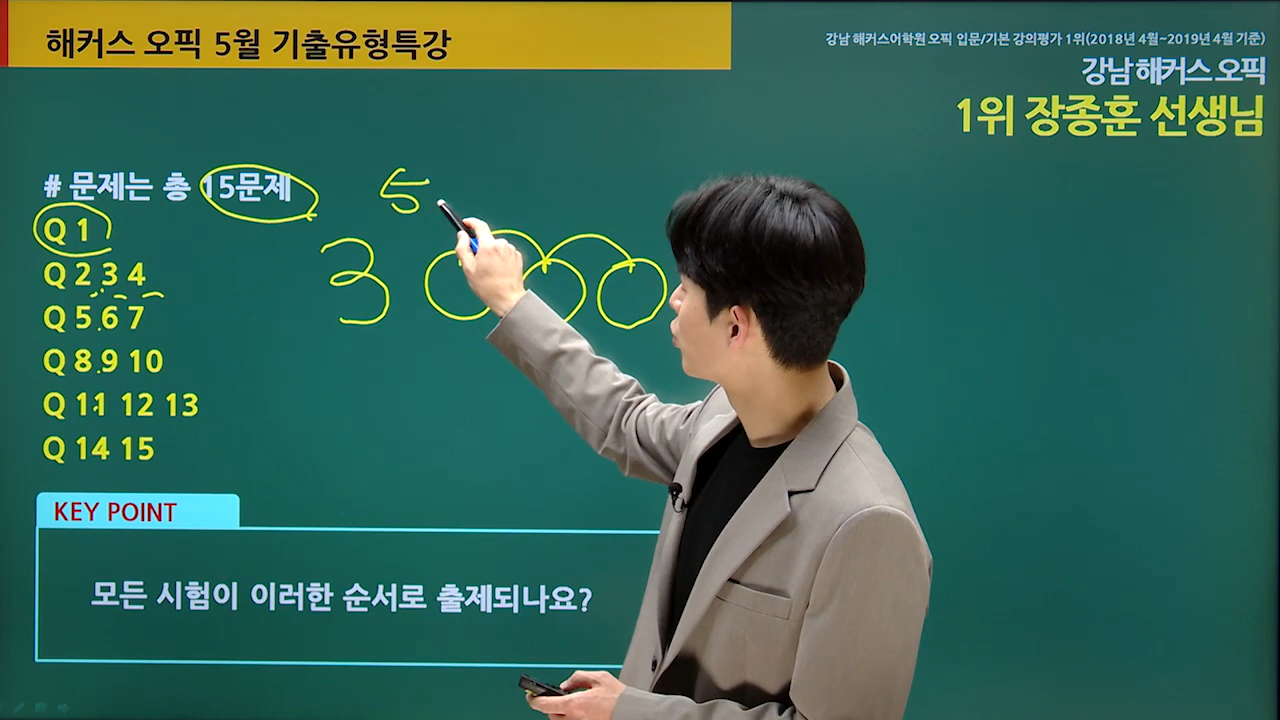 해커스 오픽 5월 기출유형특강
강남 해커스어학원 오픽 입문/기본 강의평가 1위(2018년 4월~2019년 4월 기준)
강남 해커스 오픽
1위 장종훈 선생님
# 문제는 총 15문제
5
Q 1
3
Q 2 3 4
Q 5 6 7
Q 8 9 10
Q 11 12 13
Q 14 15
KEY POINT
모든 시험이 이러한 순서로 출제되나요?